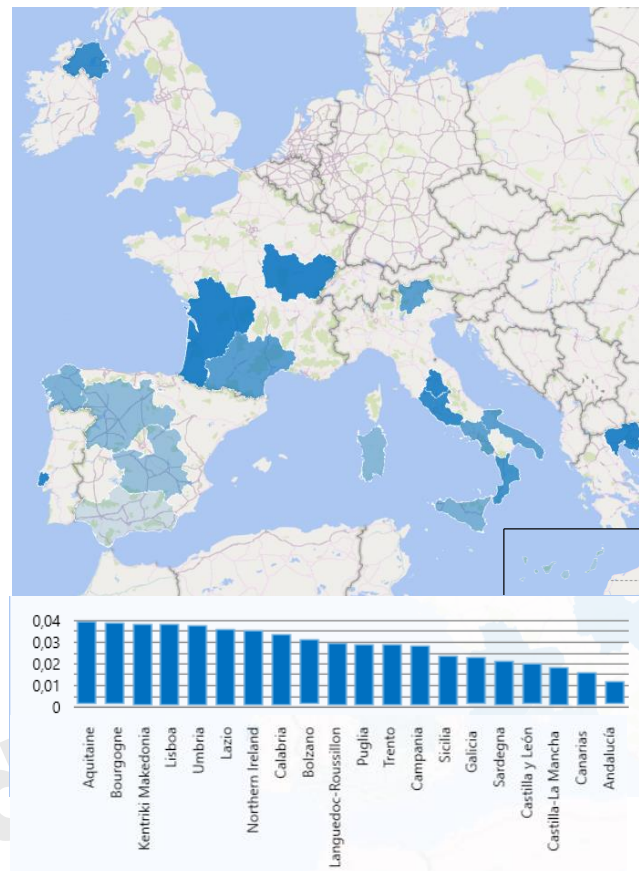 0,04
0,03
0,02
0,01
0
Aquitaine
Bourgogne
Kentriki Makedonia
Lisboa
Umbria
Lazio
Northern Ireland
Calabria
Bolzano
Languedoc-Roussillon
Puglia
Trento
Campania
Sicilia
Galicia
Sardegna
Castilla y León
Castilla-La Mancha
Canarias
Andalucía